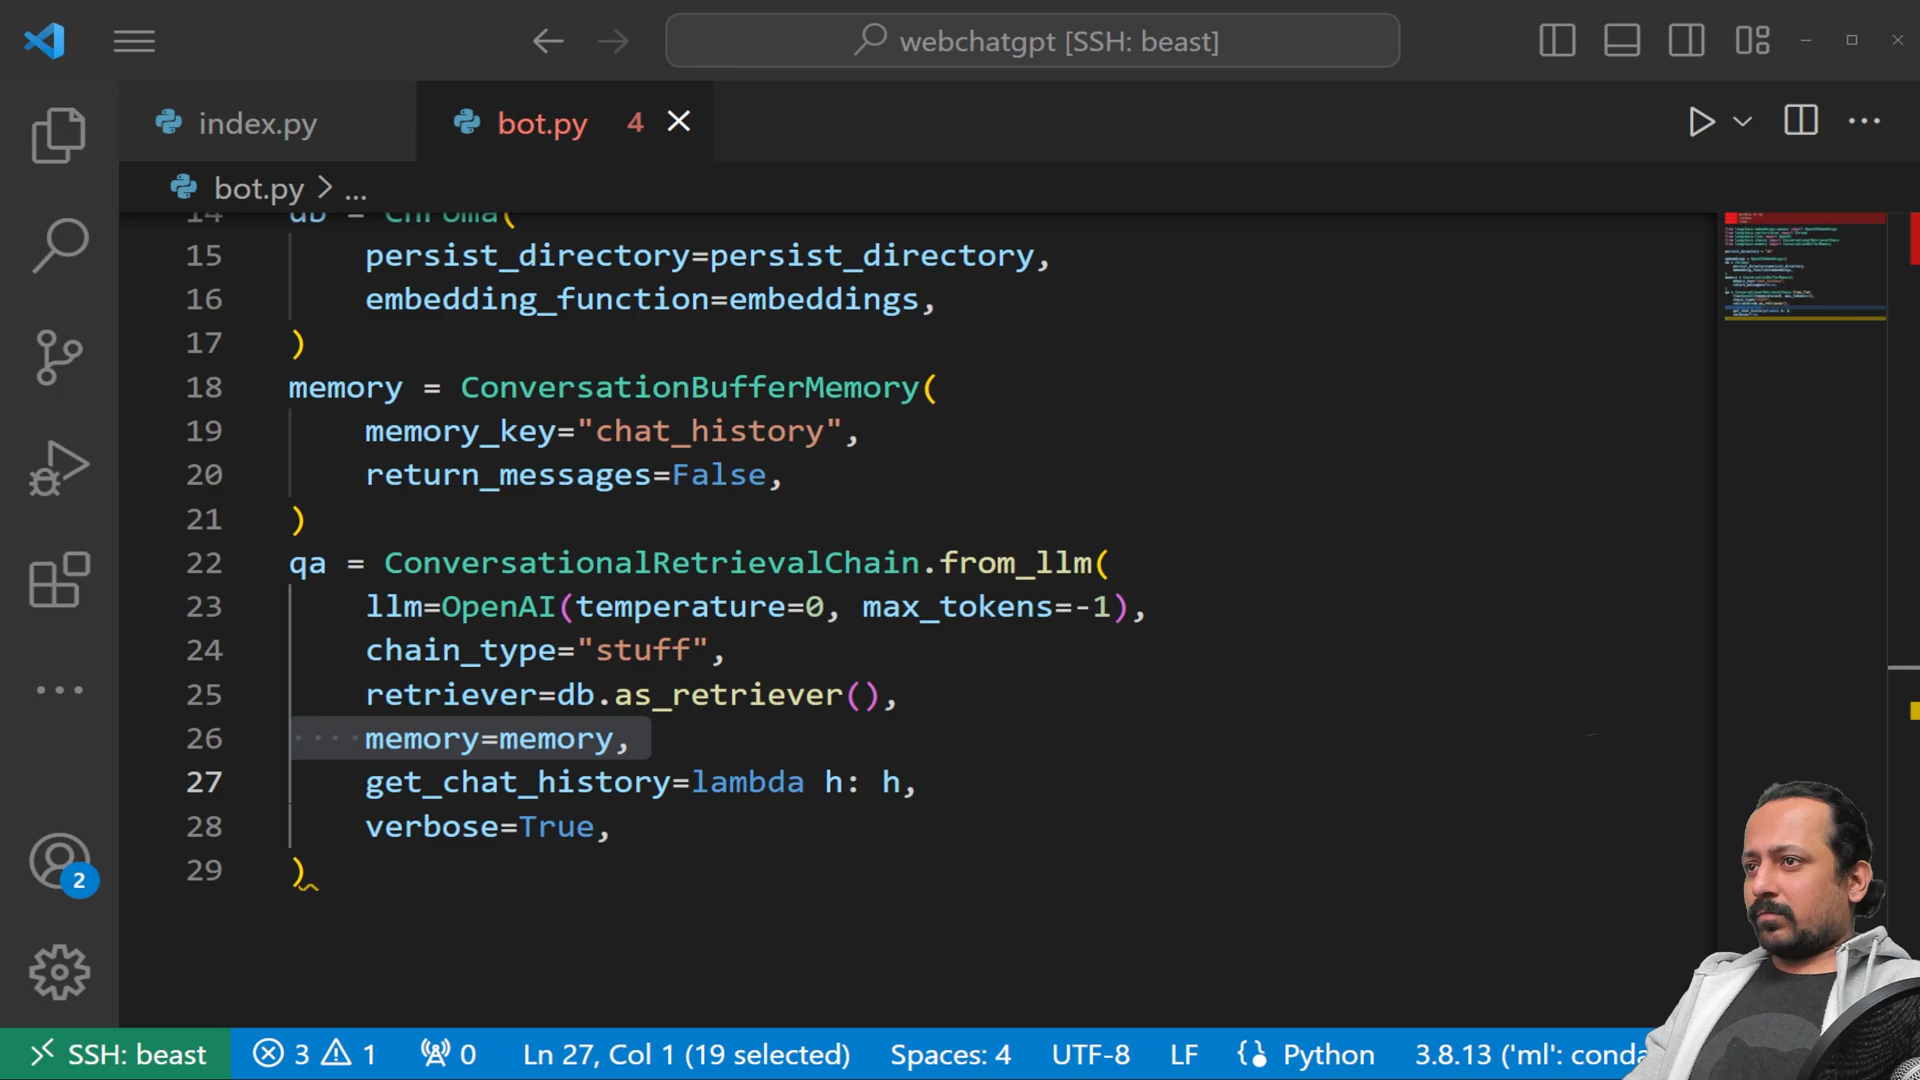 webchatgpt [SSH: beast]
index.py
bot.py 4
bot.py > ...
14 db = Chroma(
15 persist_directory=persist_directory,
16 embedding_function=embeddings,
17 )
18 memory = ConversationBufferMemory(
19 memory_key="chat_history",
20 return_messages=False,
21 )
22 qa = ConversationalRetrievalChain.from_llm(
23 llm=OpenAI(temperature=0, max_tokens=-1),
24 chain_type="stuff",
25 retriever=db.as_retriever(),
26 ····memory=memory,
27 get_chat_history=lambda h: h,
28 verbose=True,
29 )
2
SSH: beast 3 1 0 Ln 27, Col 1 (19 selected) Spaces: 4 UTF-8 LF Python 3.8.13 ('ml': conda